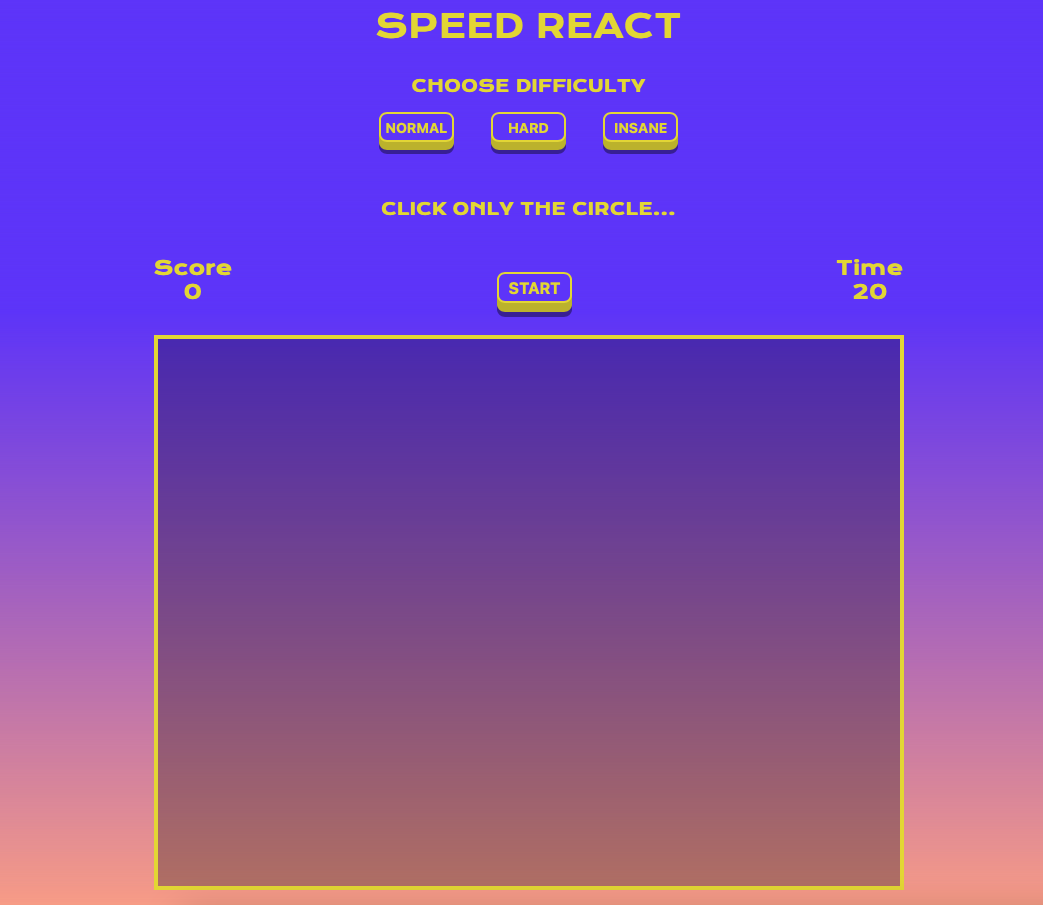 SPEED REACT
CHOOSE DIFFICULTY
NORMAL HARD INSANE
CLICK ONLY THE CIRCLE...
Score
0
START
Time
20